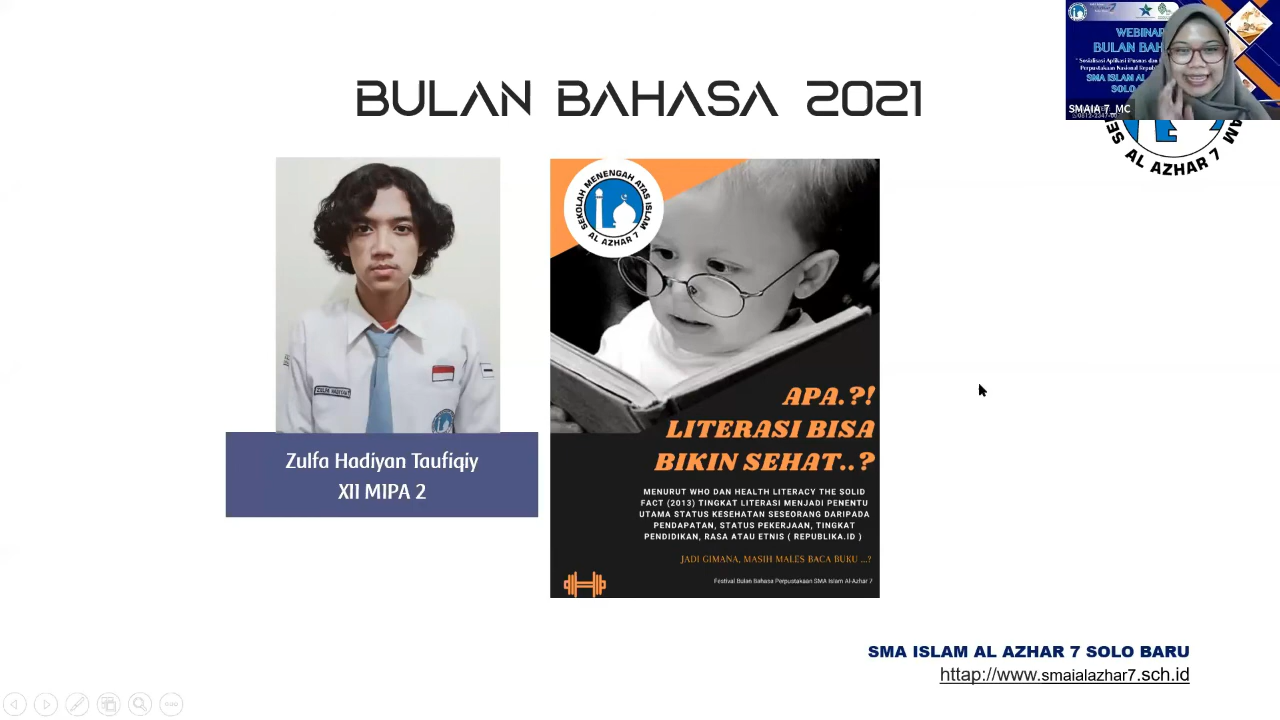 BULAN BAHASA 2021
WEBINAR
BULAN BAH
SMAIA 7_MC
AL AZHAR 7
SEKOLAH MENENGAH ATAS ISLAM
AL AZHAR 7
Zulfa Hadiyan Taufiqiy
XII MIPA 2
APA.?!
LITERASI BISA
BIKIN SEHAT..?
MENURUT WHO DAN HEALTH LITERACY THE SOLID
FACT (2013) TINGKAT LITERASI MENJADI PENENTU
UTAMA STATUS KESEHATAN SESEORANG DARIPADA
PENDAPATAN, STATUS PEKERJAAN, TINGKAT
PENDIDIKAN, RASA ATAU ETNIS ( REPUBLIKA.ID )
JADI GIMANA, MASIH MALES BACA BUKU ...?
Festival Bulan Bahasa Perpustakaan SMA Islam Al-Azhar 7
SMA ISLAM AL AZHAR 7 SOLO BARU
httap://www.smaialazhar7.sch.id